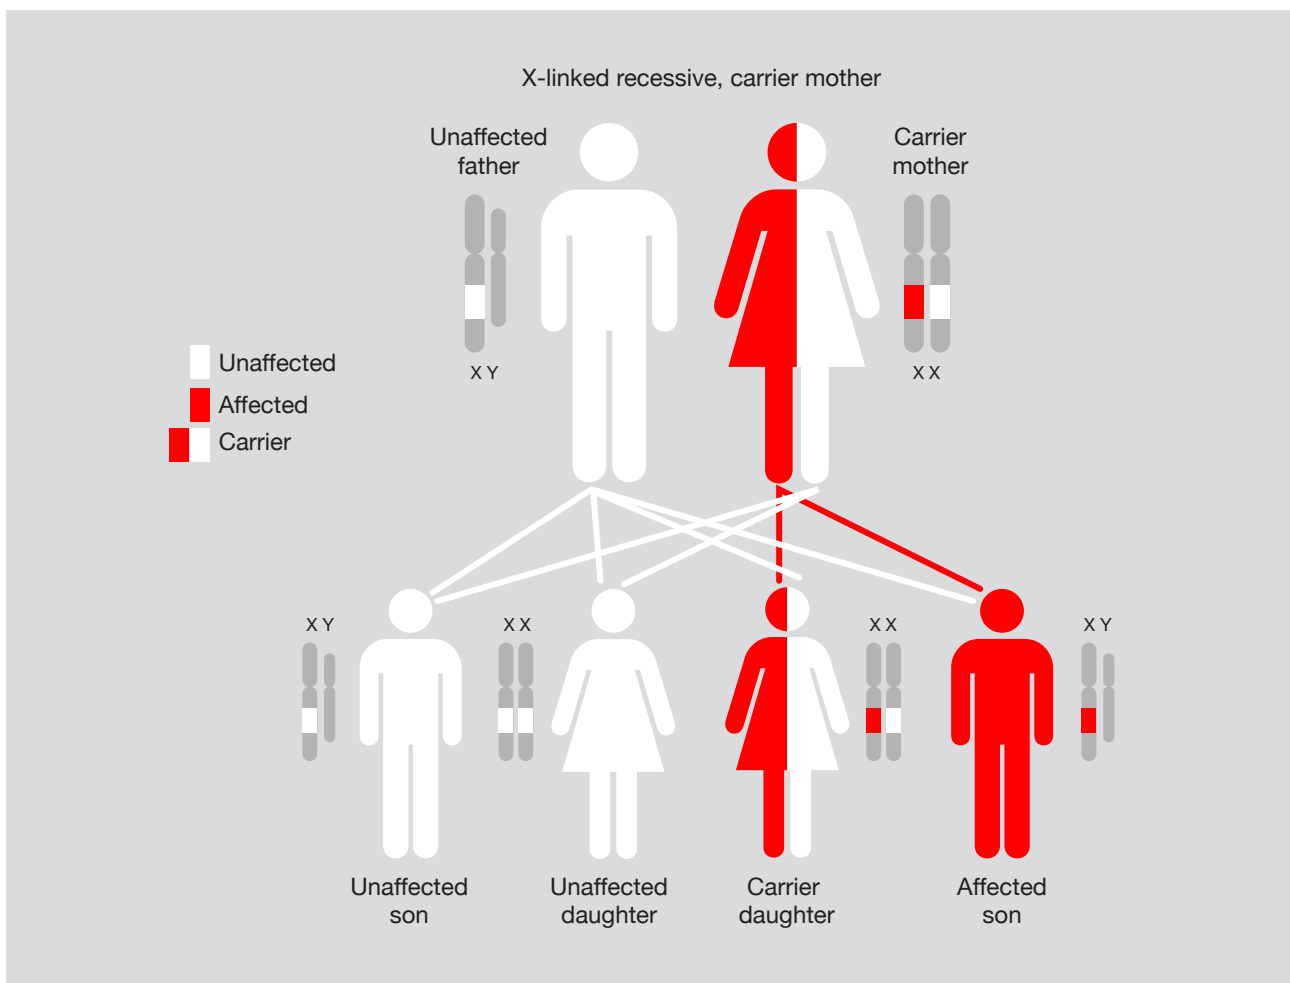 X-linked recessive, carrier mother
Unaffected
father
Carrier
mother
X Y
X X
Unaffected
Affected
Carrier
X Y
X X
X X
X Y
Unaffected
son
Unaffected
daughter
Carrier
daughter
Affected
son